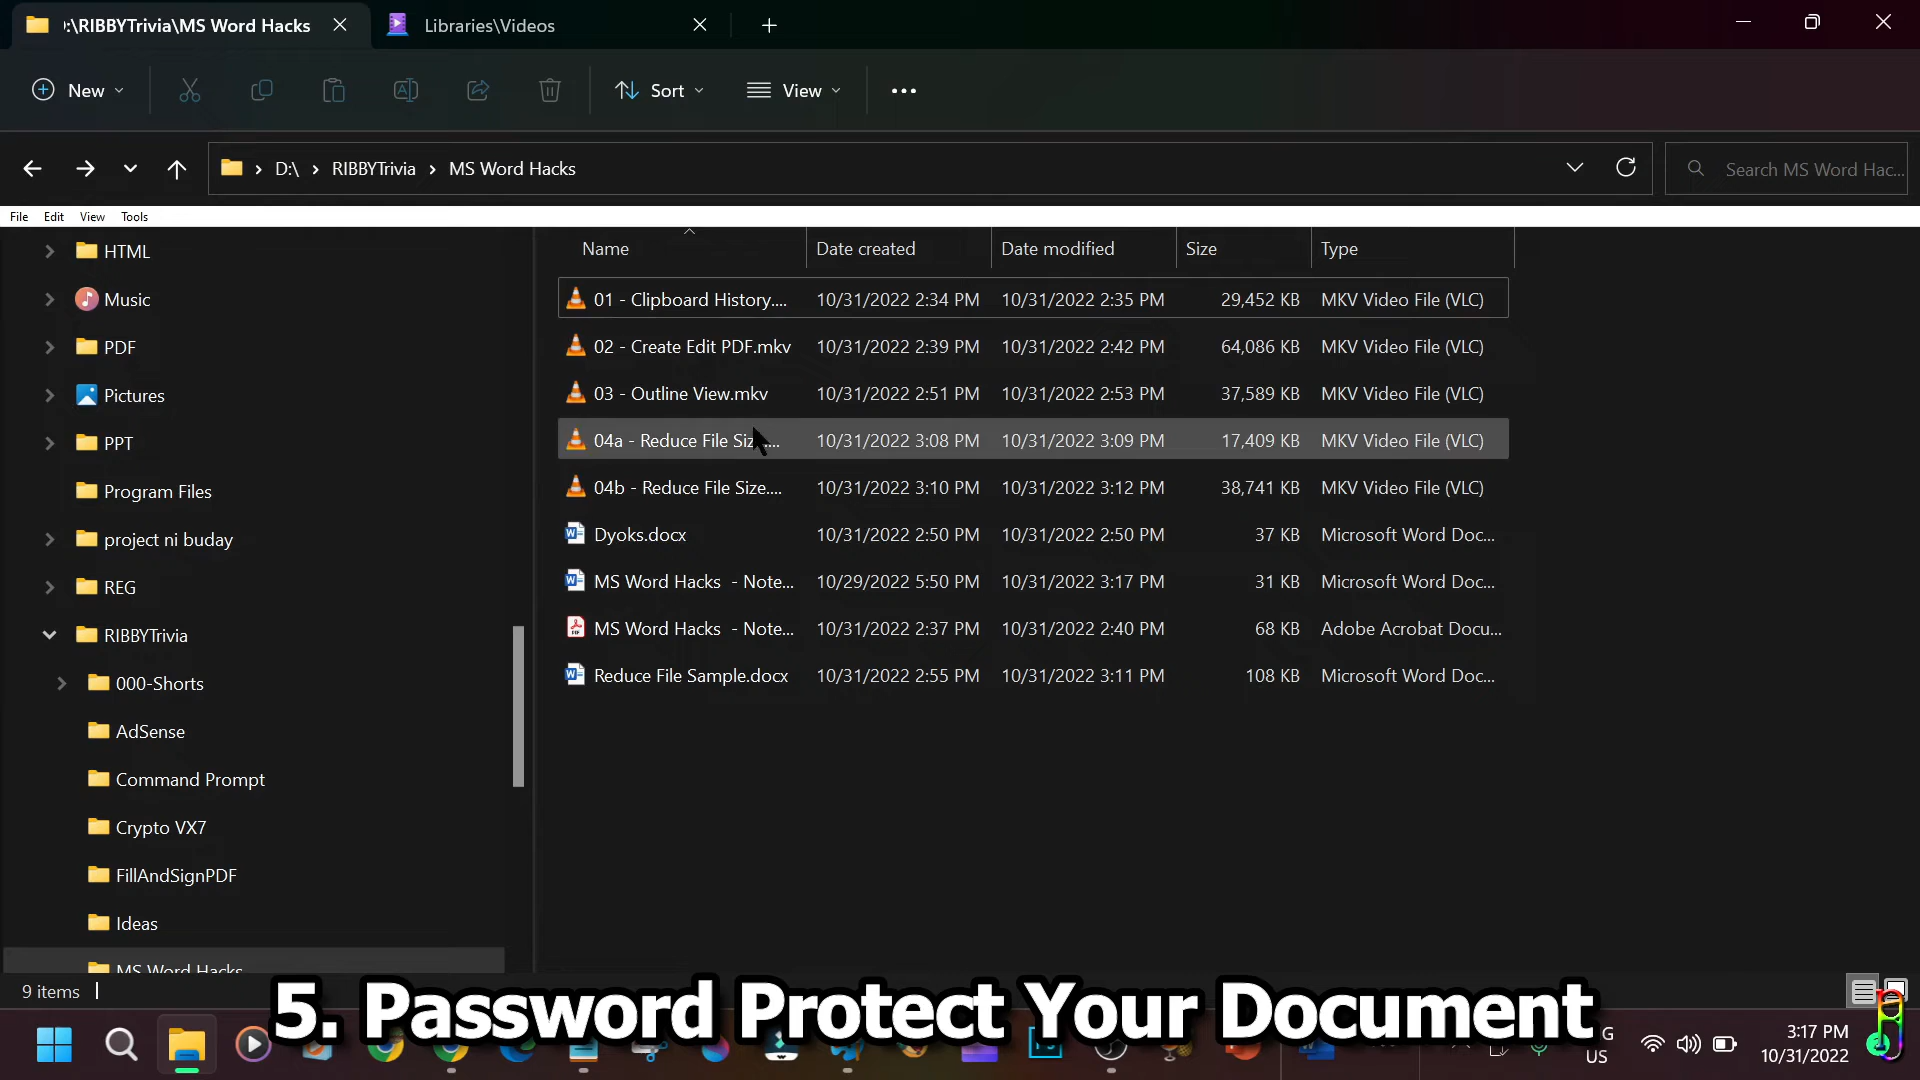 :\RIBBYTrivia\MS Word Hacks
Libraries\Videos
New
Sort
View
D:\ › RIBBYTrivia › MS Word Hacks
Search MS Word Hac...
File Edit View Tools
HTML
Music
PDF
Pictures
PPT
Program Files
project ni buday
REG
RIBBYTrivia
000-Shorts
AdSense
Command Prompt
Crypto VX7
FillAndSignPDF
Ideas
MS Word Hacks
Name Date created Date modified Size Type
01 - Clipboard History.... 10/31/2022 2:34 PM 10/31/2022 2:35 PM 29,452 KB MKV Video File (VLC)
02 - Create Edit PDF.mkv 10/31/2022 2:39 PM 10/31/2022 2:42 PM 64,086 KB MKV Video File (VLC)
03 - Outline View.mkv 10/31/2022 2:51 PM 10/31/2022 2:53 PM 37,589 KB MKV Video File (VLC)
04a - Reduce File Size.... 10/31/2022 3:08 PM 10/31/2022 3:09 PM 17,409 KB MKV Video File (VLC)
04b - Reduce File Size.... 10/31/2022 3:10 PM 10/31/2022 3:12 PM 38,741 KB MKV Video File (VLC)
Dyoks.docx 10/31/2022 2:50 PM 10/31/2022 2:50 PM 37 KB Microsoft Word Doc...
MS Word Hacks - Note... 10/29/2022 5:50 PM 10/31/2022 3:17 PM 31 KB Microsoft Word Doc...
MS Word Hacks - Note... 10/31/2022 2:37 PM 10/31/2022 2:40 PM 68 KB Adobe Acrobat Docu...
Reduce File Sample.docx 10/31/2022 2:55 PM 10/31/2022 3:11 PM 108 KB Microsoft Word Doc...
9 items
5. Password Protect Your Document
US
3:17 PM
10/31/2022